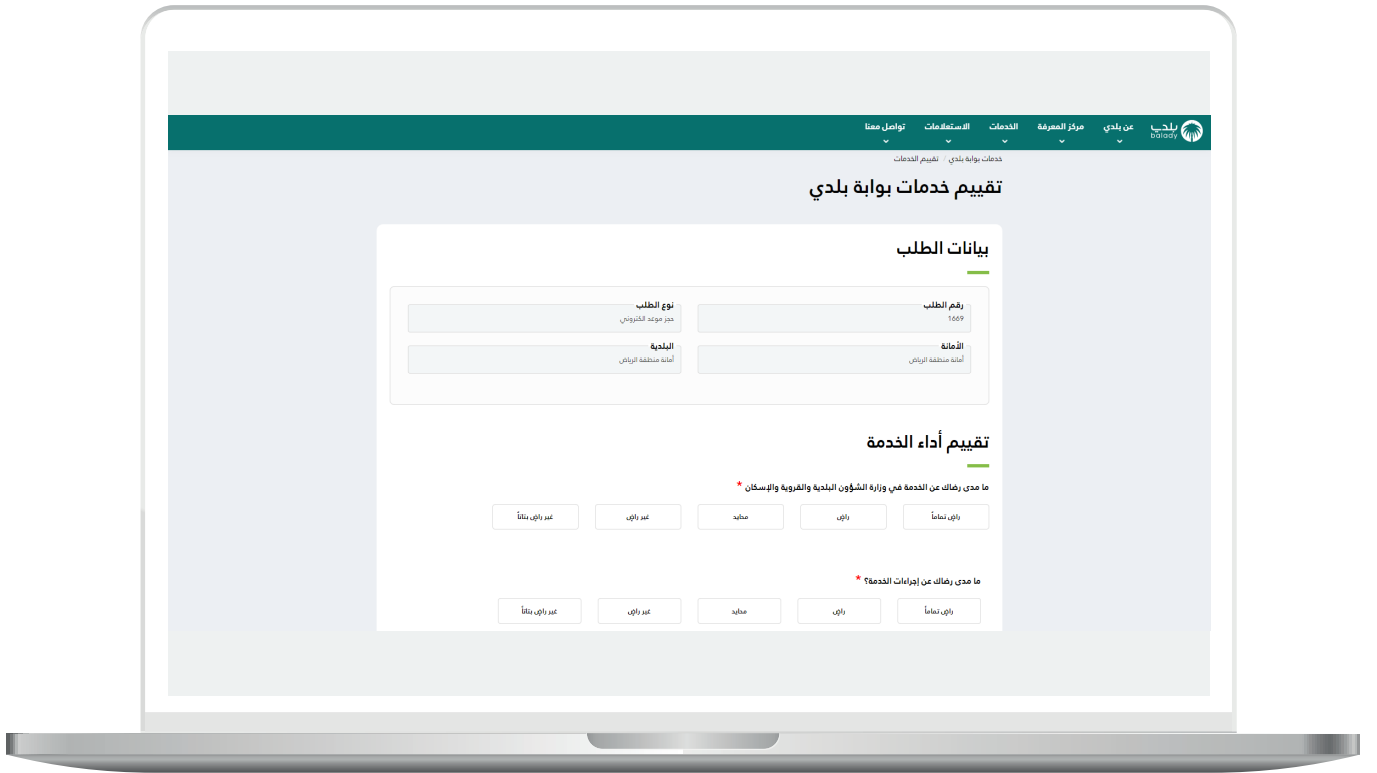 بلدي
balady
عن بلدي مركز المعرفة الخدمات الاستعلامات تواصل معنا
خدمات بوابة بلدي / تقييم الخدمات
تقييم خدمات بوابة بلدي
بيانات الطلب
رقم الطلب نوع الطلب
1669 حجز موعد الكتروني
الأمانة البلدية
أمانة منطقة الرياض أمانة منطقة الرياض
تقييم أداء الخدمة
ما مدى رضاك عن الخدمة في وزارة الشؤون البلدية والقروية والإسكان *
راضٍ تماماً راضٍ محايد غير راضٍ غير راضٍ بتاتاً
ما مدى رضاك عن إجراءات الخدمة؟ *
راضٍ تماماً راضٍ محايد غير راضٍ غير راضٍ بتاتاً